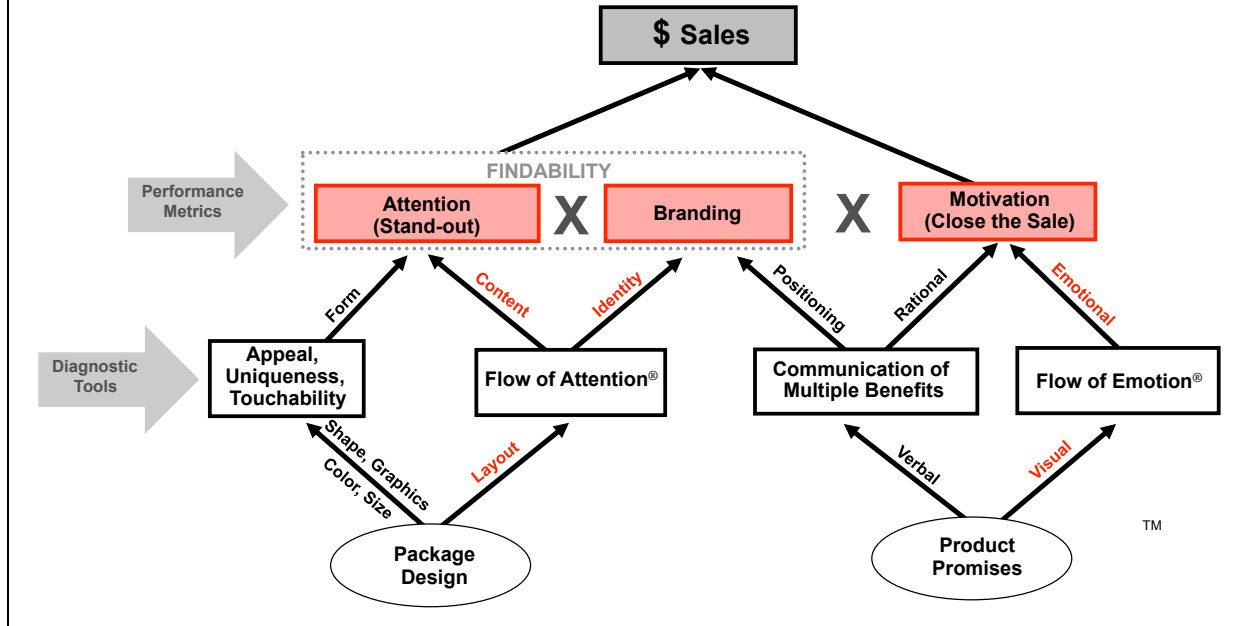 $ Sales
FINDABILITY
Performance
Metrics
Attention
(Stand-out)
X
Branding
X
Motivation
(Close the Sale)
Form
Content
Identity
Positioning
Rational
Emotional
Diagnostic
Tools
Appeal,
Uniqueness,
Touchability
Flow of Attention®
Communication of
Multiple Benefits
Flow of Emotion®
Shape, Graphics
Color, Size
Layout
Verbal
Visual
TM
Package
Design
Product
Promises